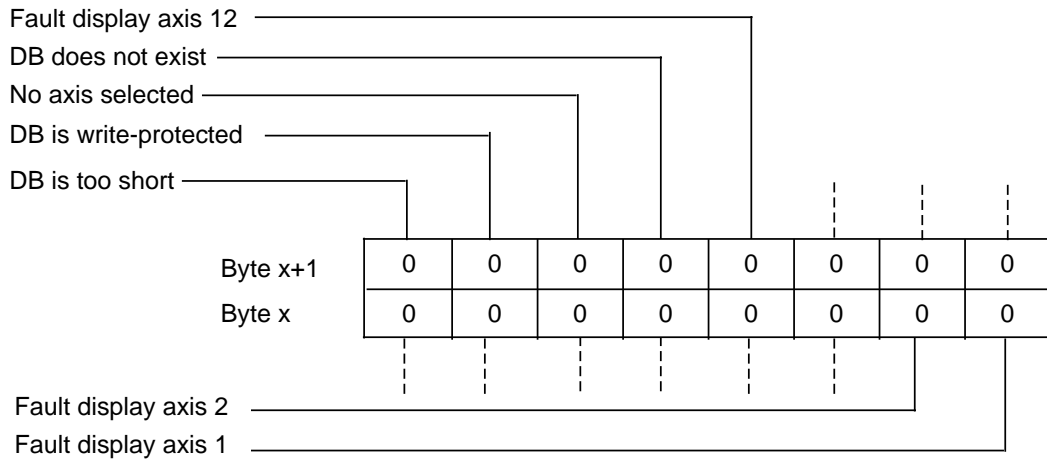 Fault display axis 12
DB does not exist
No axis selected
DB is write-protected
DB is too short
Byte x+1 0 0 0 0 0 0 0 0
Byte x 0 0 0 0 0 0 0 0
Fault display axis 2
Fault display axis 1